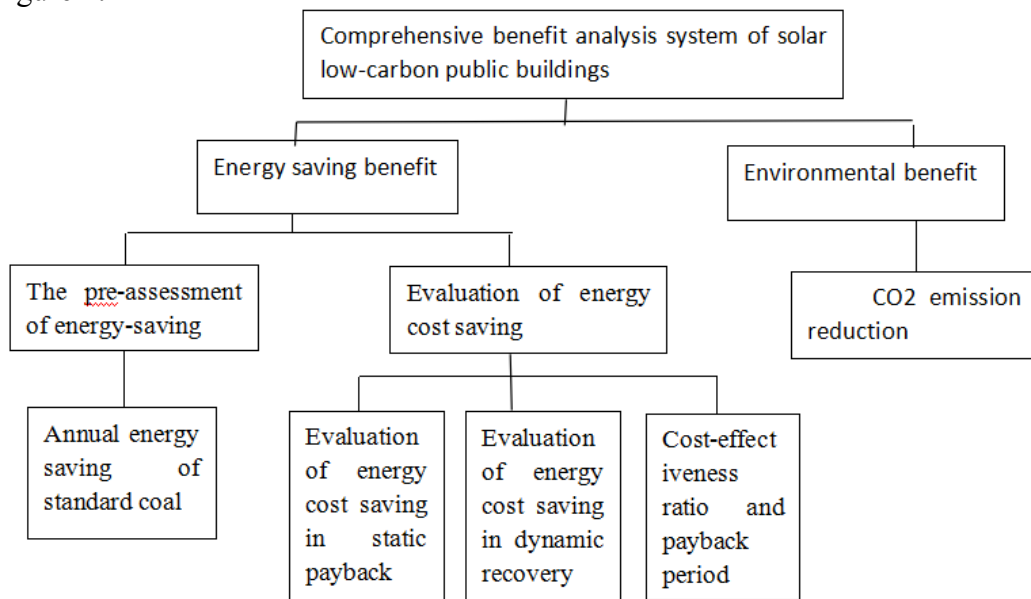 Comprehensive benefit analysis system of solar
low-carbon public buildings
Energy saving benefit
Environmental benefit
The pre-assessment
of energy-saving
Evaluation of energy
cost saving
CO2 emission
reduction
Annual energy
saving of
standard coal
Evaluation
of energy
cost saving
in static
payback
Evaluation
of energy
cost saving
in dynamic
recovery
Cost-effect
iveness
ratio and
payback
period